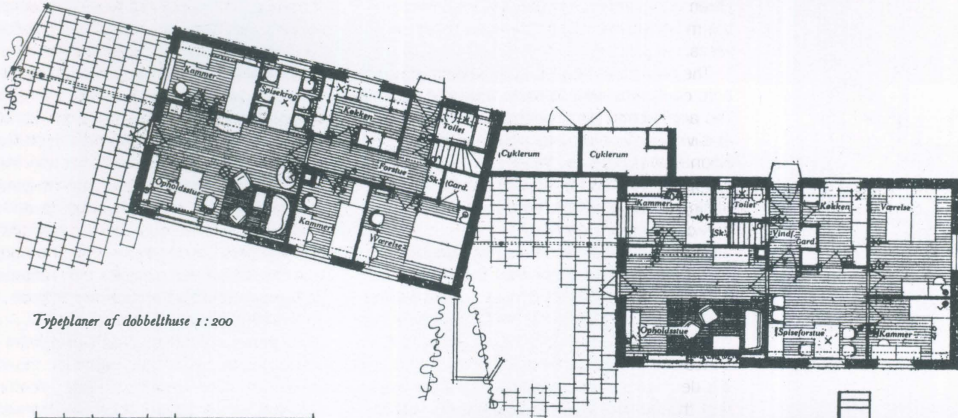 Kammer
Spisekrog
Køkken
Toilet
Forstue
Sk.
Gard.
Opholdsstue
Kammer
Værelse
Cyklerum
Cyklerum
Kammer
Toilet
Sk.
Vindf.
Gard.
Køkken
Værelse
Opholdsstue
Spiseforstue
Kammer
Typeplaner af dobbelthuse 1:200